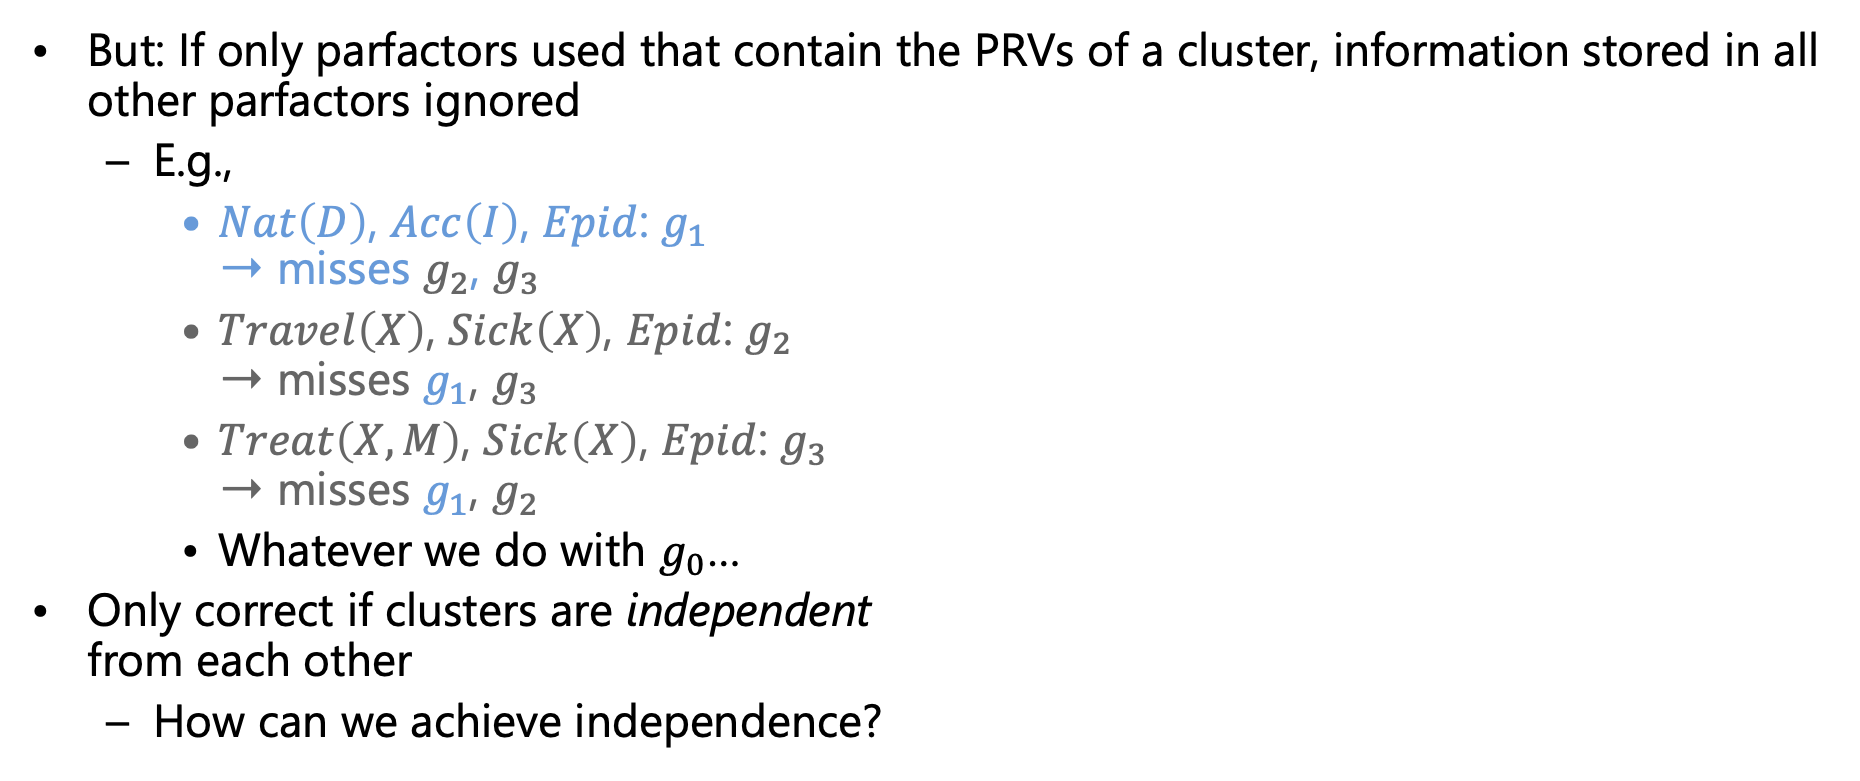 • But: If only parfactors used that contain the PRVs of a cluster, information stored in all
other parfactors ignored
– E.g.,
• Nat(D), Acc(I), Epid: g₁
→ misses g₂, g₃
• Travel(X), Sick(X), Epid: g₂
→ misses g₁, g₃
• Treat(X, M), Sick(X), Epid: g₃
→ misses g₁, g₂
• Whatever we do with g₀...
• Only correct if clusters are independent
from each other
– How can we achieve independence?